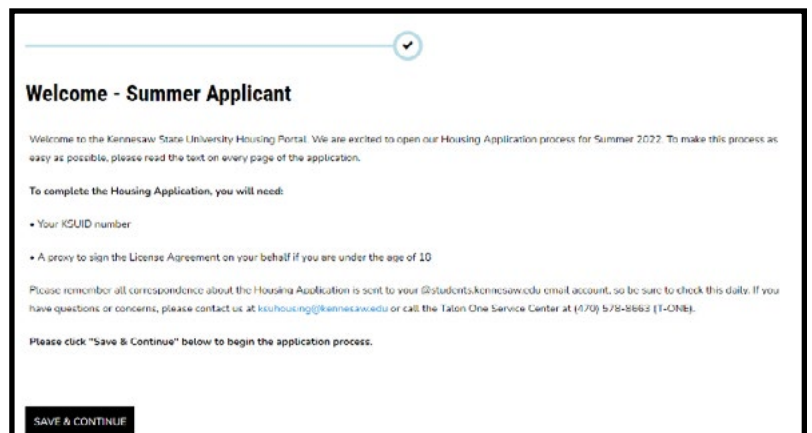 Welcome - Summer Applicant
Welcome to the Kennesaw State University Housing Portal. We are excited to open our Housing Application process for Summer 2022. To make this process as
easy as possible, please read the text on every page of the application.
To complete the Housing Application, you will need:
• Your KSUID number
• A proxy to sign the License Agreement on your behalf if you are under the age of 18
Please remember all correspondence about the Housing Application is sent to your @students.kennesaw.edu email account, so be sure to check this daily. If you
have questions or concerns, please contact us at ksuhousing@kennesaw.edu or call the Talon One Service Center at (470) 578-8663 (T-ONE).
Please click "Save & Continue" below to begin the application process.
SAVE & CONTINUE